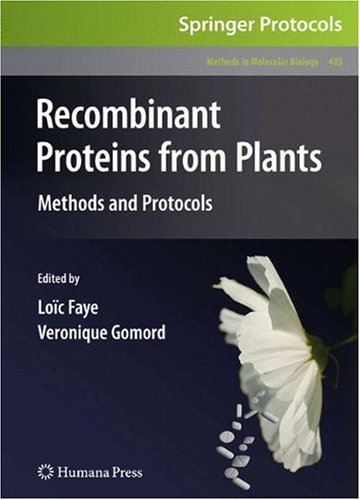 Springer Protocols
Methods in Molecular Biology 483
Recombinant
Proteins from Plants
Methods and Protocols
Edited by
Loïc Faye
Veronique Gomord
Humana Press